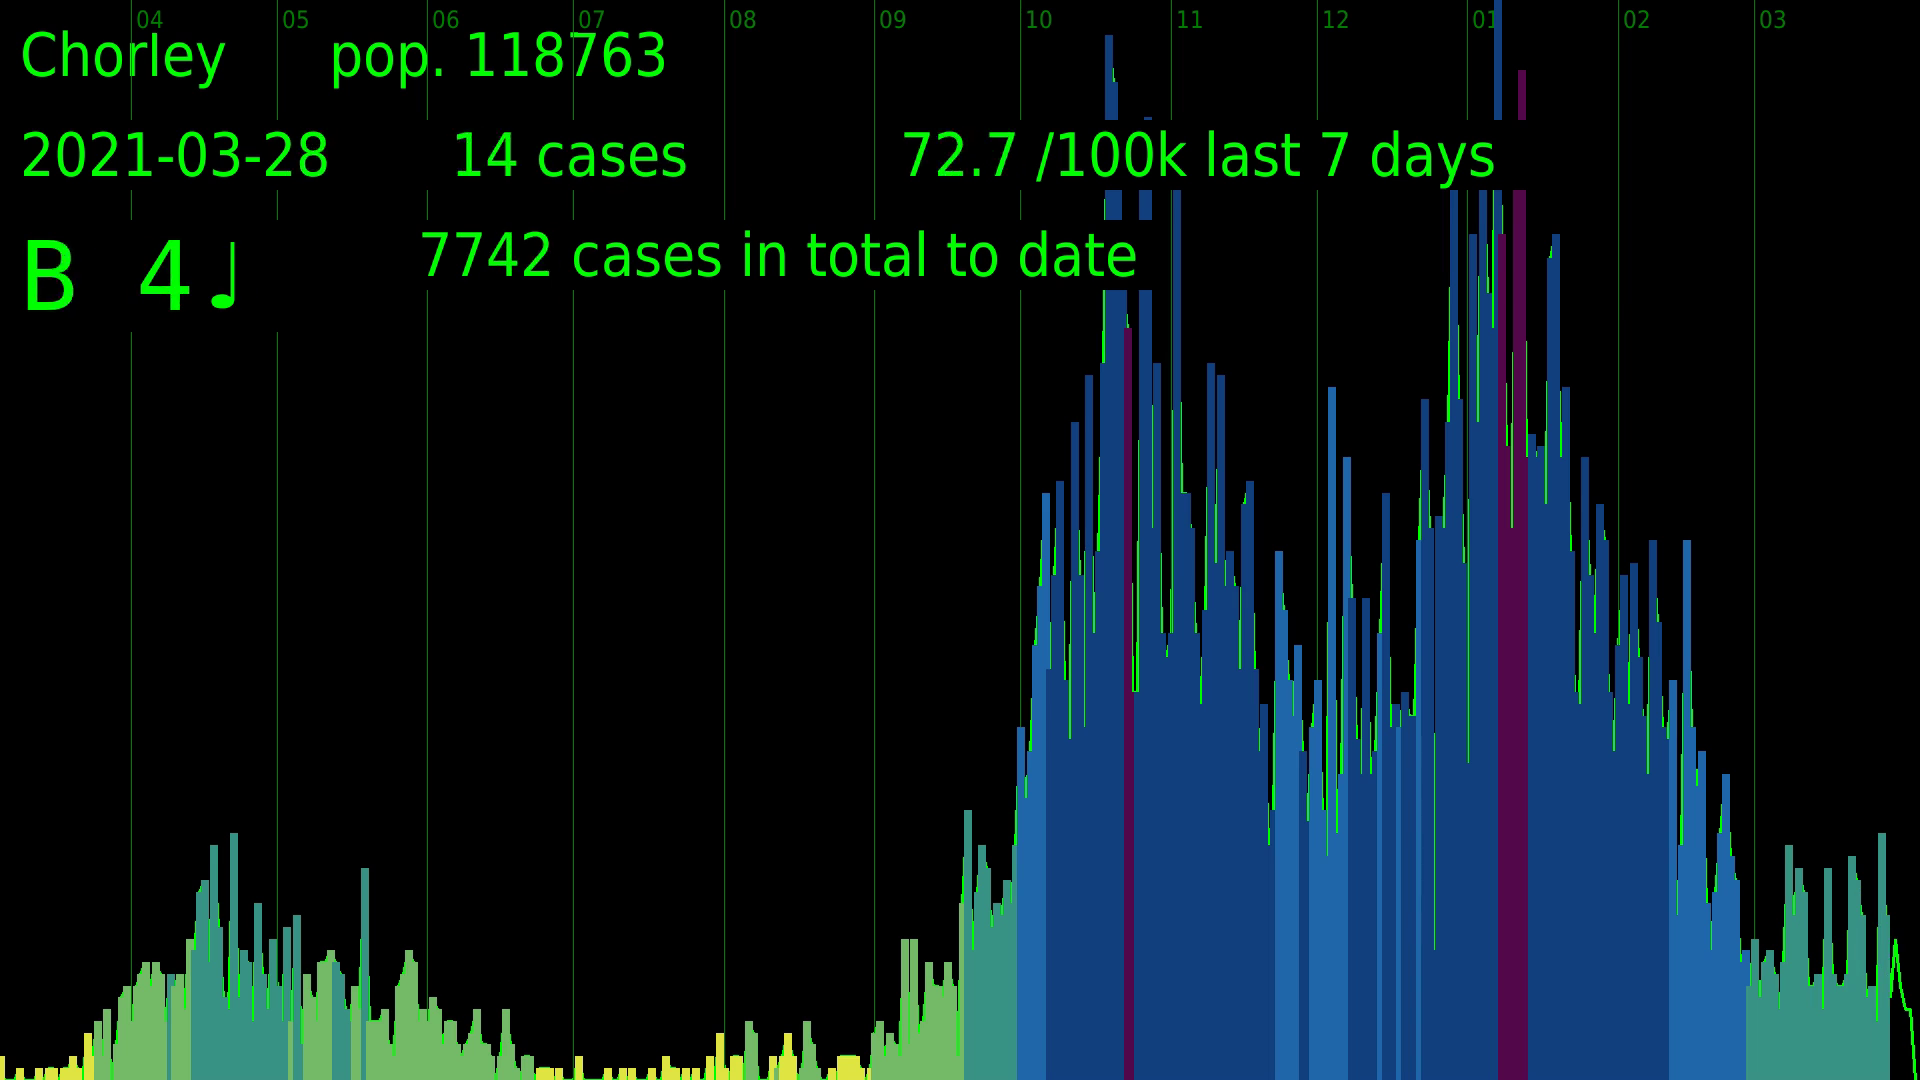 04 05 06 07 08 09 10 11 12 01 02 03
Chorley pop. 118763
2021-03-28 14 cases 72.7 /100k last 7 days
B 4♩ 7742 cases in total to date